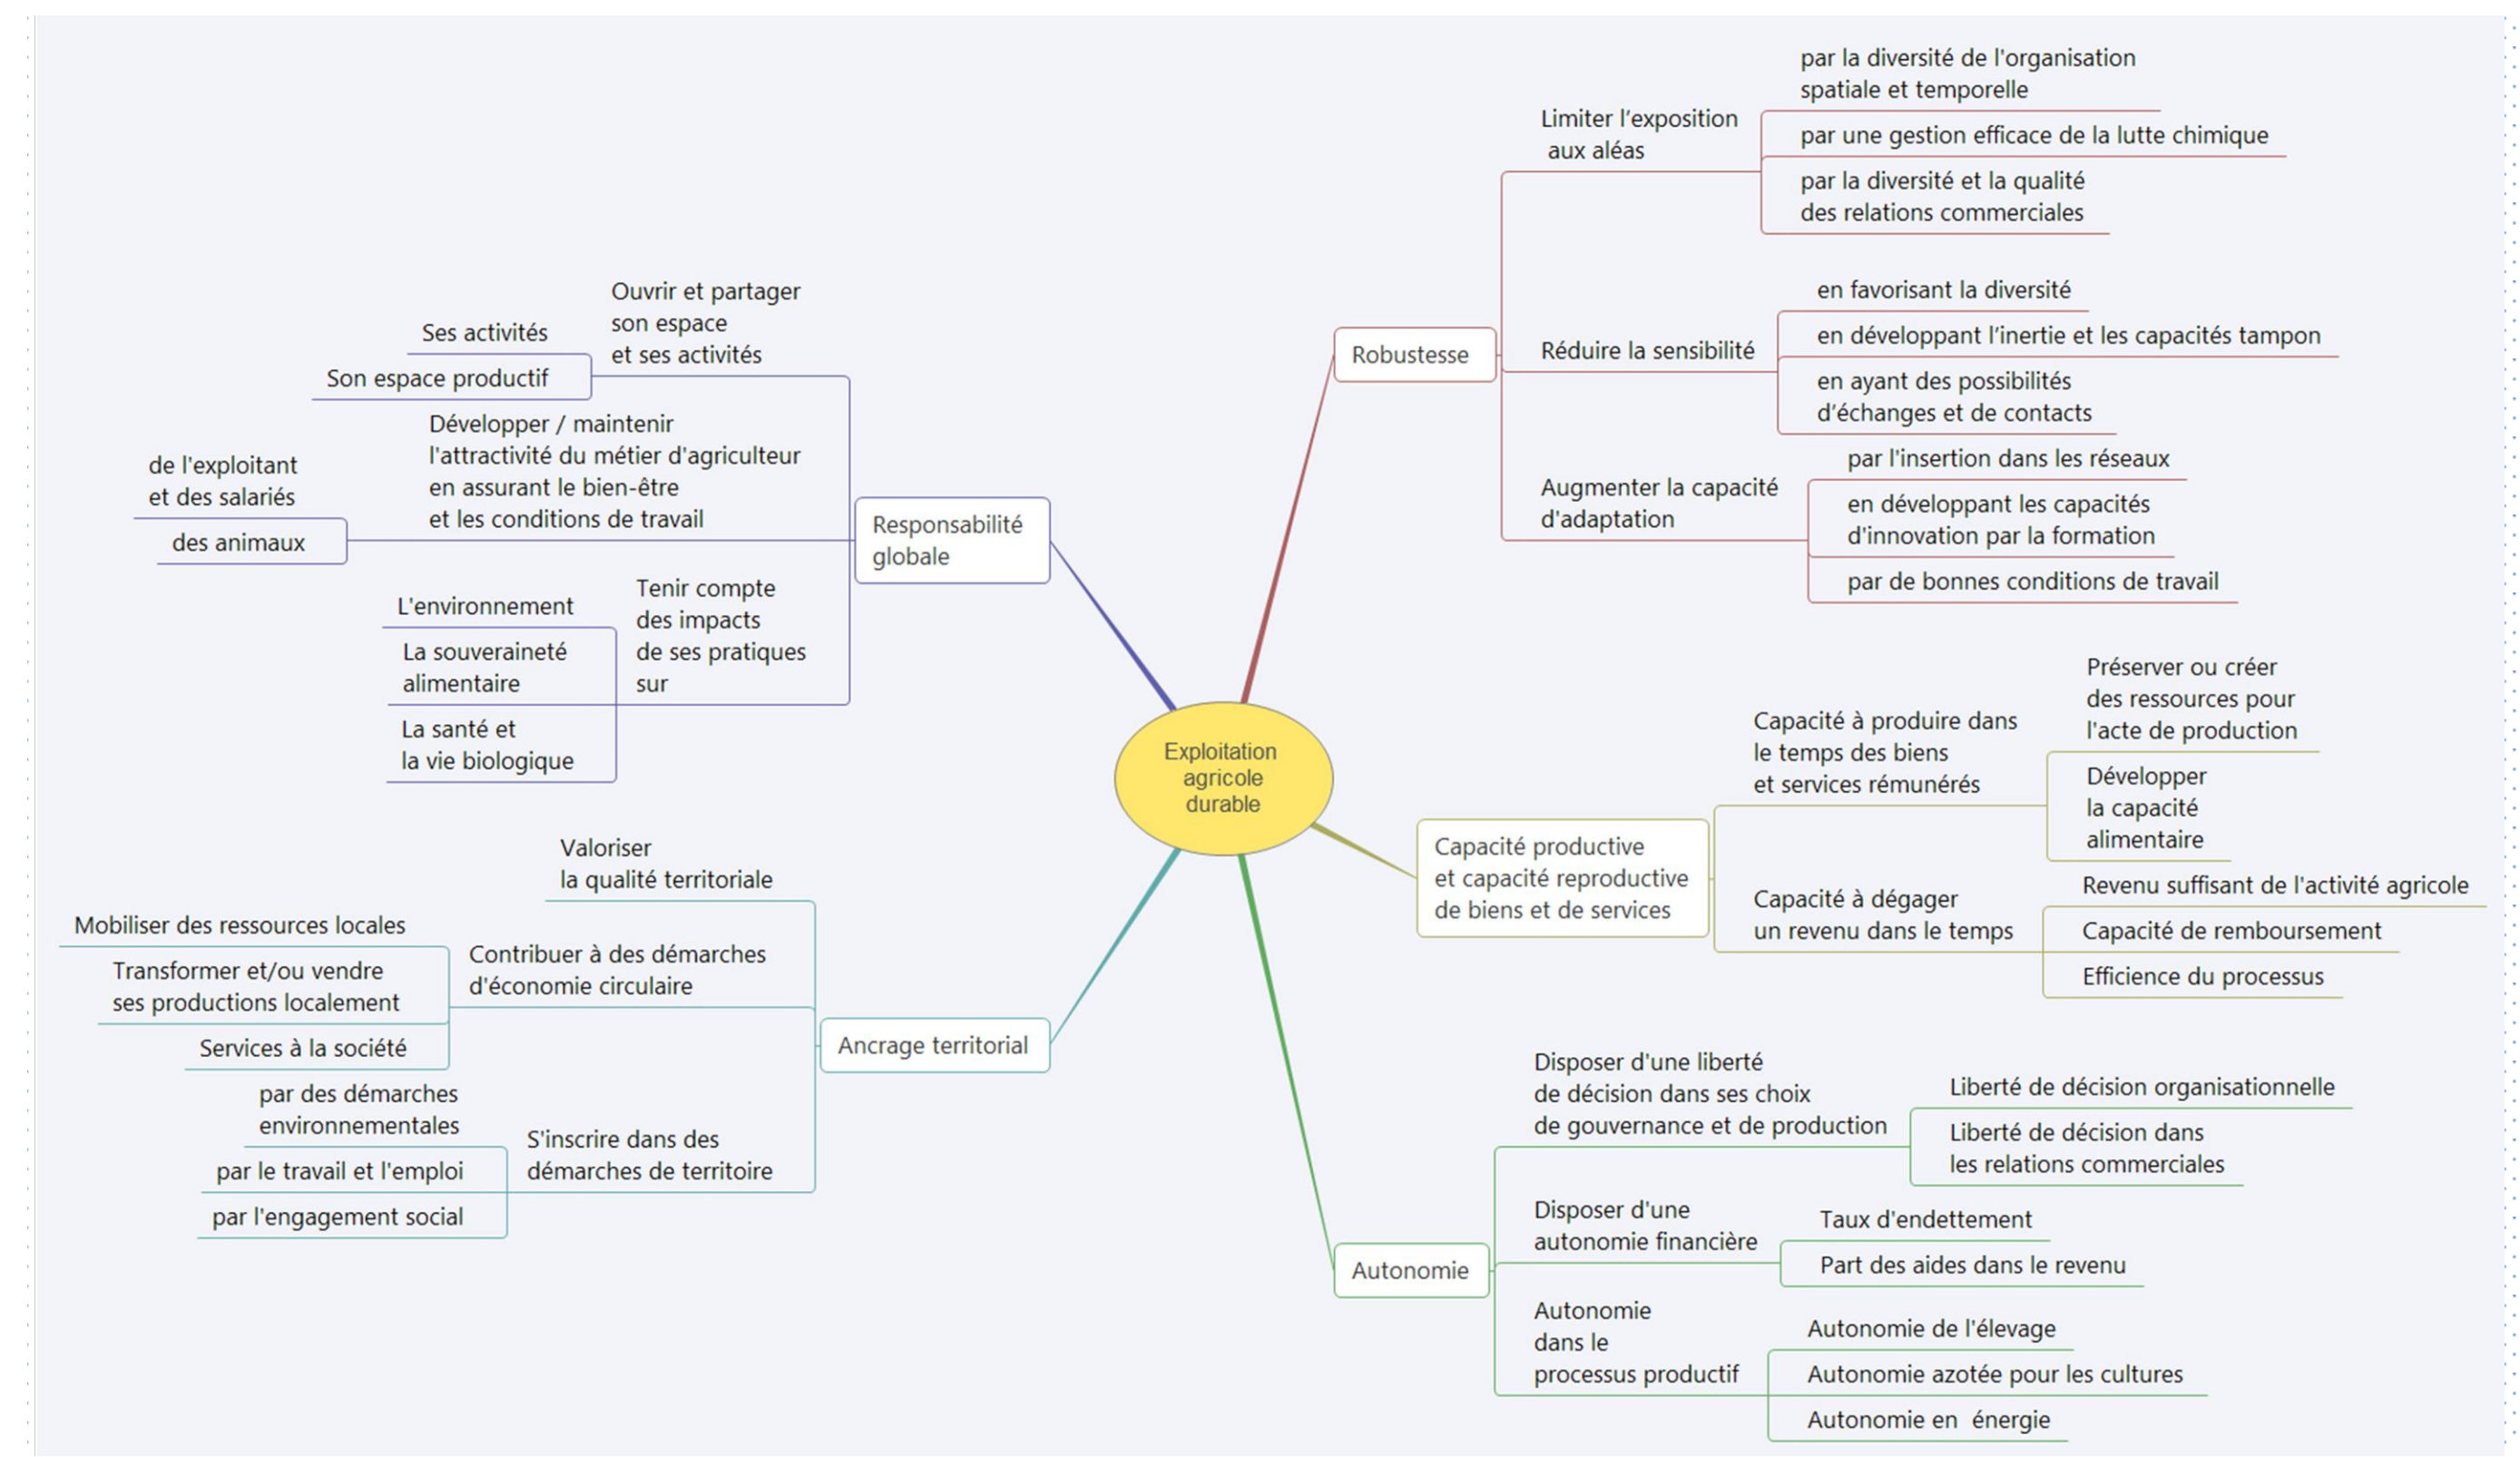 Exploitation
agricole
durable
Robustesse
Limiter l’exposition
aux aléas
par la diversité de l'organisation
spatiale et temporelle
par une gestion efficace de la lutte chimique
par la diversité et la qualité
des relations commerciales
Réduire la sensibilité
en favorisant la diversité
en développant l’inertie et les capacités tampon
en ayant des possibilités
d’échanges et de contacts
Augmenter la capacité
d'adaptation
par l'insertion dans les réseaux
en développant les capacités
d'innovation par la formation
par de bonnes conditions de travail
Capacité productive
et capacité reproductive
de biens et de services
Capacité à produire dans
le temps des biens
et services rémunérés
Préserver ou créer
des ressources pour
l'acte de production
Développer
la capacité
alimentaire
Capacité à dégager
un revenu dans le temps
Revenu suffisant de l'activité agricole
Capacité de remboursement
Efficience du processus
Autonomie
Disposer d'une liberté
de décision dans ses choix
de gouvernance et de production
Liberté de décision organisationnelle
Liberté de décision dans
les relations commerciales
Disposer d'une
autonomie financière
Taux d'endettement
Part des aides dans le revenu
Autonomie
dans le
processus productif
Autonomie de l'élevage
Autonomie azotée pour les cultures
Autonomie en  énergie
Responsabilité
globale
Ouvrir et partager
son espace
et ses activités
Ses activités
Son espace productif
Développer / maintenir
l'attractivité du métier d'agriculteur
en assurant le bien-être
et les conditions de travail
de l'exploitant
et des salariés
des animaux
Tenir compte
des impacts
de ses pratiques
sur
L'environnement
La souveraineté
alimentaire
La santé et
la vie biologique
Ancrage territorial
Valoriser
la qualité territoriale
Contribuer à des démarches
d'économie circulaire
Mobiliser des ressources locales
Transformer et/ou vendre
ses productions localement
Services à la société
S'inscrire dans des
démarches de territoire
par des démarches
environnementales
par le travail et l'emploi
par l'engagement social